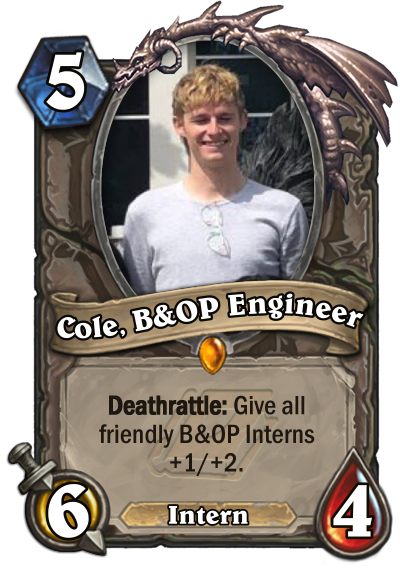 5
Cole, B&OP Engineer
Deathrattle: Give all
friendly B&OP Interns
+1/+2.
6
Intern
4